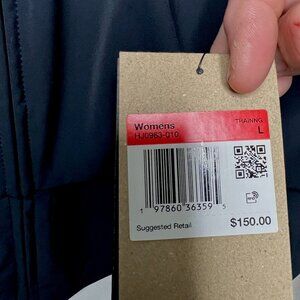 Womens
TRAINING
HJ0963-010
L
1 97860 36359 5
Suggested Retail
$150.00